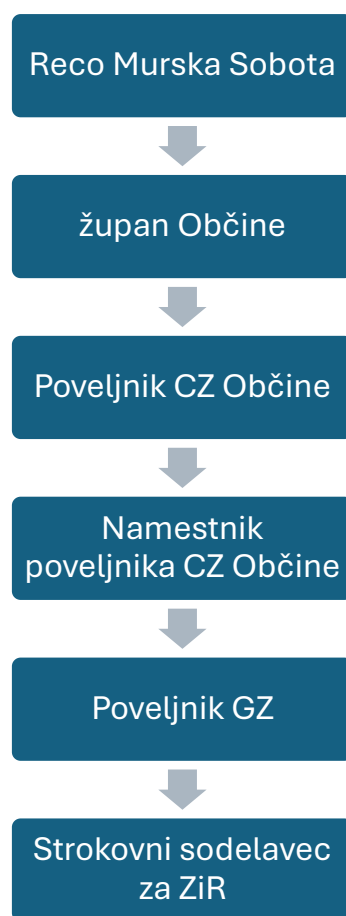 Reco Murska Sobota
župan Občine
Poveljnik CZ Občine
Namestnik
poveljnika CZ Občine
Poveljnik GZ
Strokovni sodelavec
za ZiR